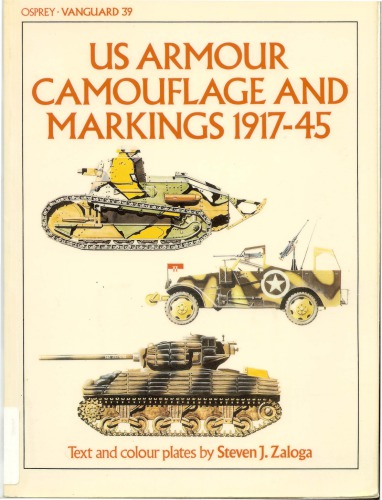 OSPREY · VANGUARD 39
US ARMOUR
CAMOUFLAGE AND
MARKINGS 1917-45
Text and colour plates by Steven J. Zaloga